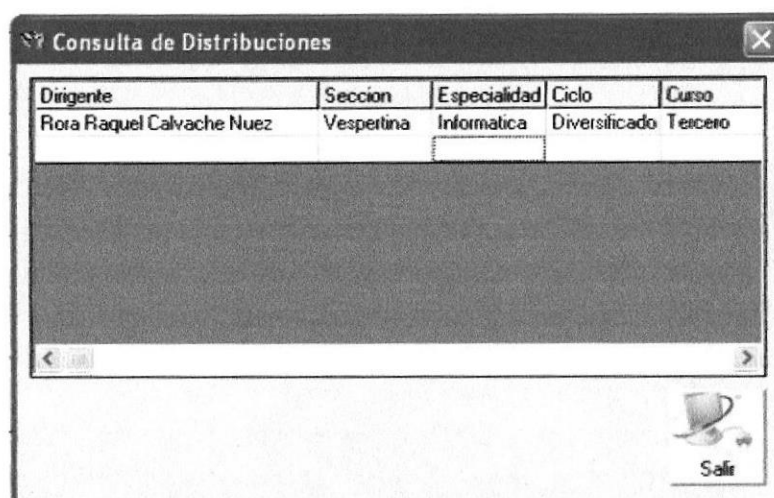 Consulta de Distribuciones
Dirigente Seccion Especialidad Ciclo Curso
Rora Raquel Calvache Nuez Vespertina Informatica Diversificado Tercero
Salir